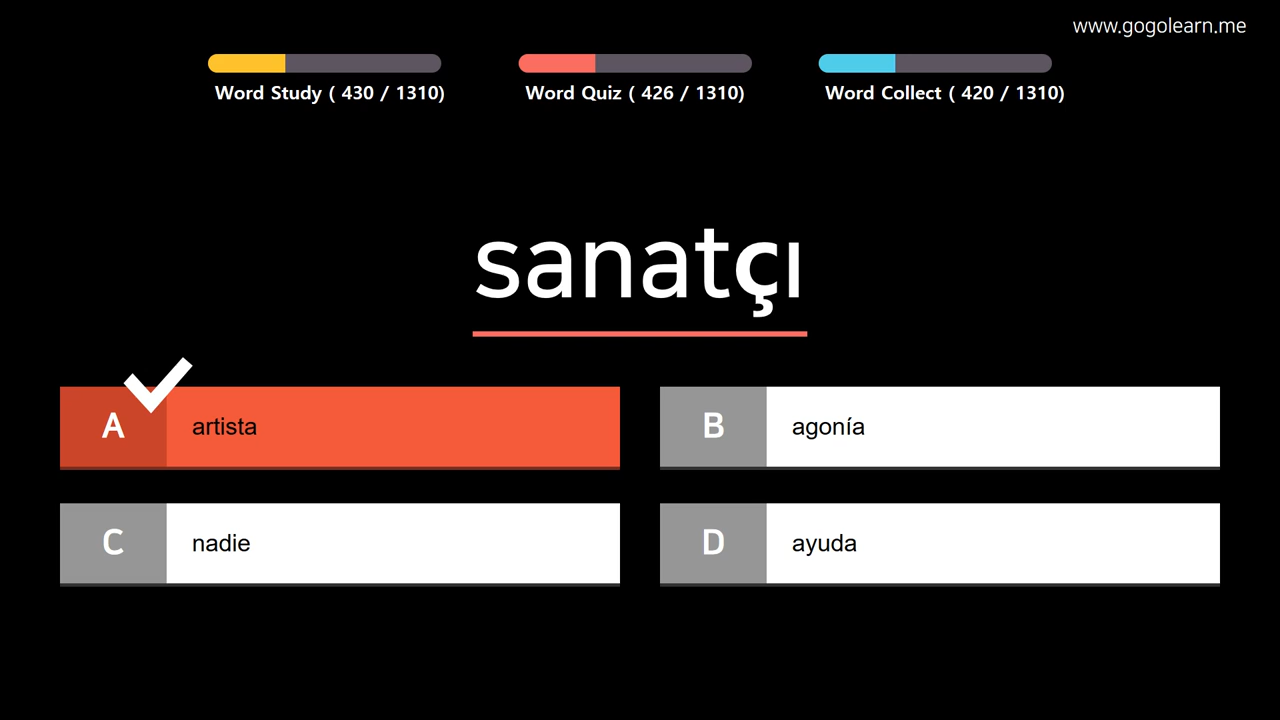 www.gogolearn.me
Word Study ( 430 / 1310)
Word Quiz ( 426 / 1310)
Word Collect ( 420 / 1310)
sanatçı
A artista
B agonía
C nadie
D ayuda